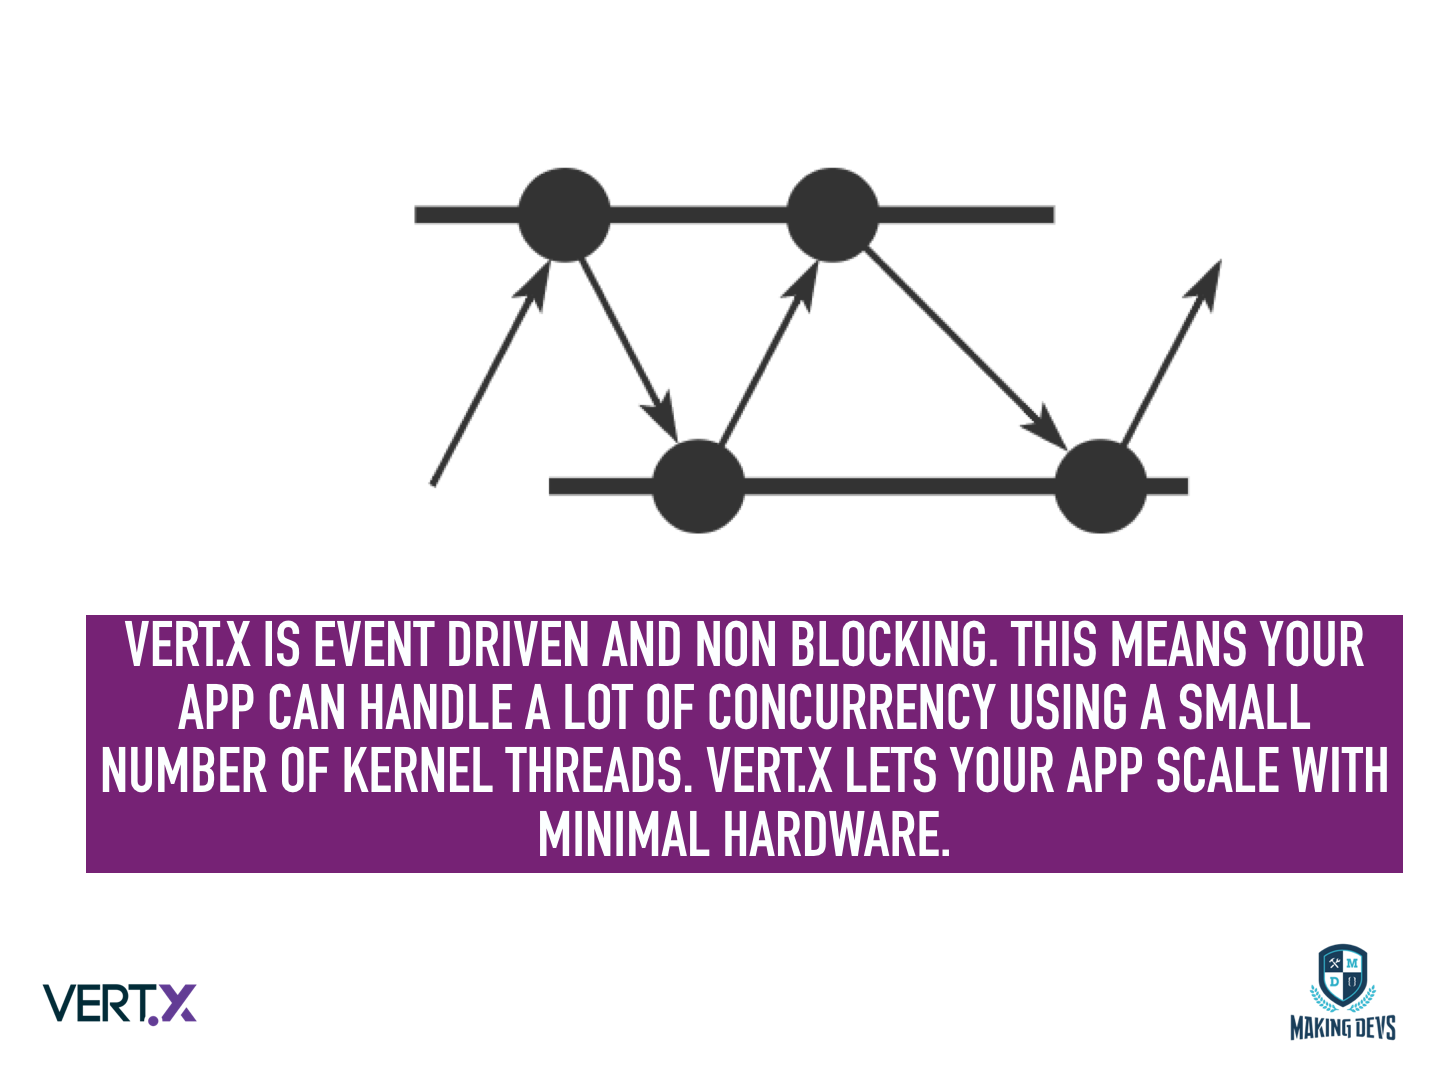 VERT.X IS EVENT DRIVEN AND NON BLOCKING. THIS MEANS YOUR
APP CAN HANDLE A LOT OF CONCURRENCY USING A SMALL
NUMBER OF KERNEL THREADS. VERT.X LETS YOUR APP SCALE WITH
MINIMAL HARDWARE.
VERT.X
M
D {}
MAKING DEVS